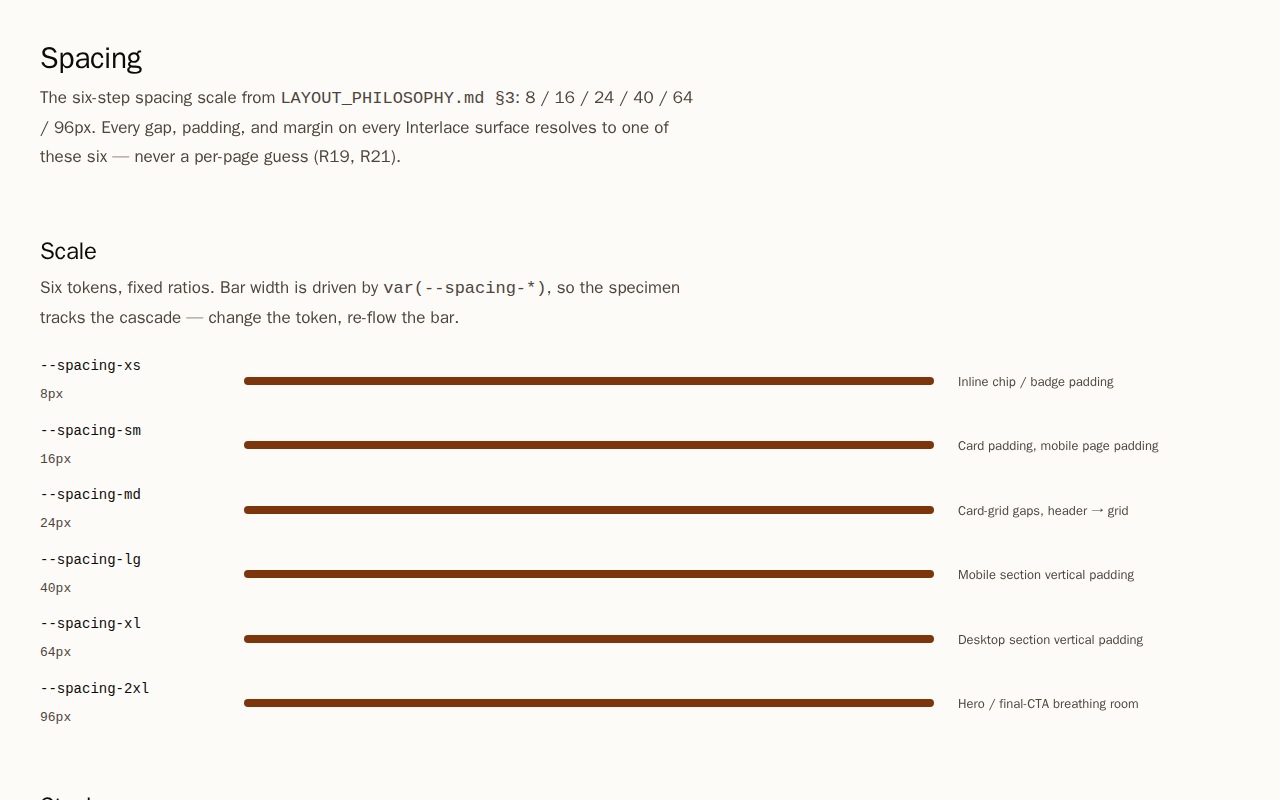 Spacing
The six-step spacing scale from LAYOUT_PHILOSOPHY.md §3: 8 / 16 / 24 / 40 / 64
/ 96px. Every gap, padding, and margin on every Interlace surface resolves to one of
these six — never a per-page guess (R19, R21).
Scale
Six tokens, fixed ratios. Bar width is driven by var(--spacing-*), so the specimen
tracks the cascade — change the token, re-flow the bar.
--spacing-xs
8px
Inline chip / badge padding
--spacing-sm
16px
Card padding, mobile page padding
--spacing-md
24px
Card-grid gaps, header → grid
--spacing-lg
40px
Mobile section vertical padding
--spacing-xl
64px
Desktop section vertical padding
--spacing-2xl
96px
Hero / final-CTA breathing room